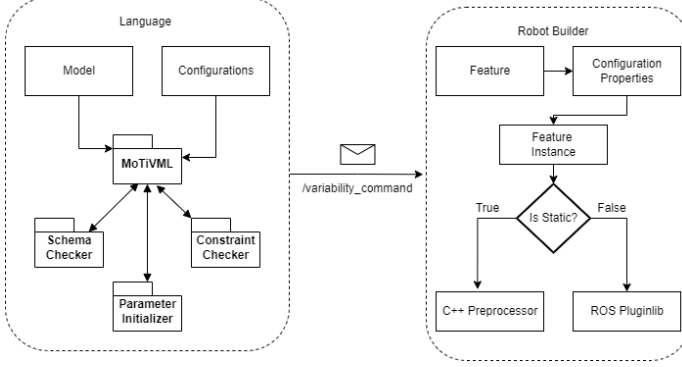 Language
Model
Configurations
MoTiVML
Schema
Checker
Constraint
Checker
Parameter
Initializer
/variability_command
Robot Builder
Feature
Configuration
Properties
Feature
Instance
Is Static?
True
False
C++ Preprocessor
ROS Pluginlib